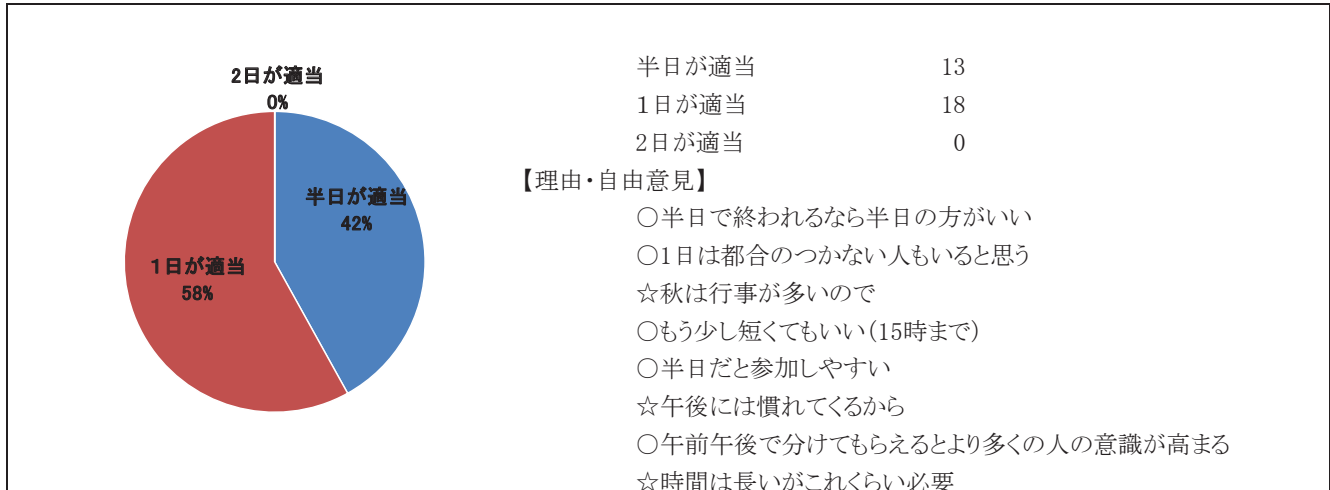 2日が適当
0%
半日が適当
42%
1日が適当
58%
半日が適当 13
1日が適当 18
2日が適当 0
【理由・自由意見】
○半日で終われるなら半日の方がいい
○1日は都合のつかない人もいると思う
☆秋は行事が多いので
○もう少し短くてもいい(15時まで)
○半日だと参加しやすい
☆午後には慣れてくるから
○午前午後で分けてもらえるとより多くの人の意識が高まる
☆時間は長いがこれくらい必要